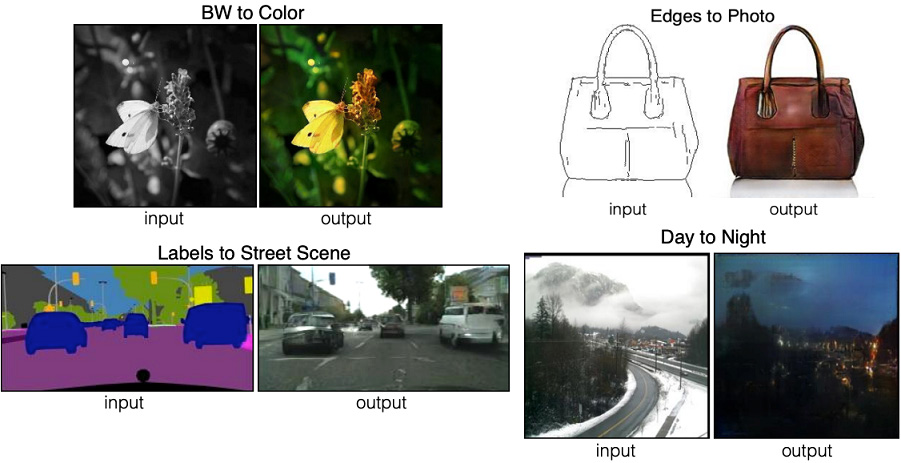 BW to Color
input
output
Edges to Photo
input
output
Labels to Street Scene
input
output
Day to Night
input
output